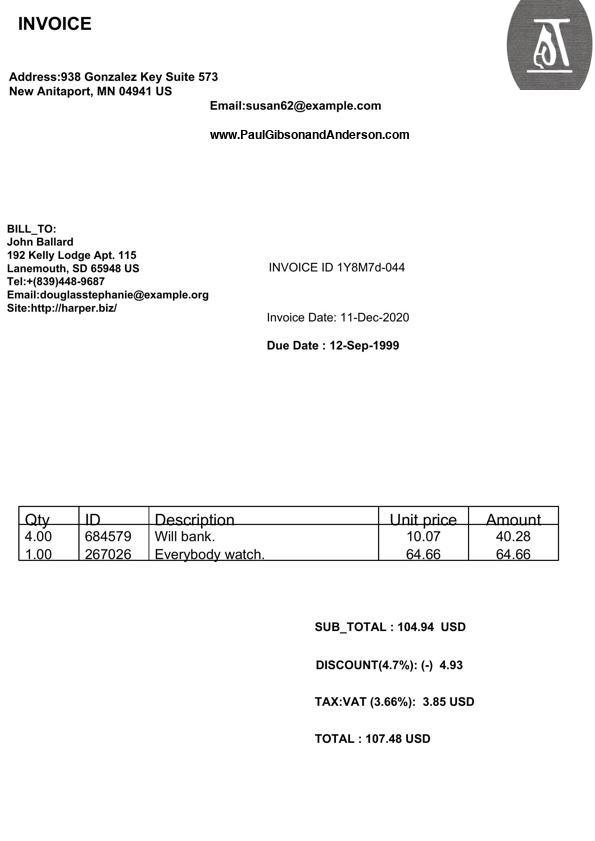 INVOICE
Address:938 Gonzalez Key Suite 573
New Anitaport, MN 04941 US
Email:susan62@example.com
www.PaulGibsonandAnderson.com
BILL_TO:
John Ballard
192 Kelly Lodge Apt. 115
Lanemouth, SD 65948 US
Tel:+(839)448-9687
Email:douglasstephanie@example.org
Site:http://harper.biz/
INVOICE ID 1Y8M7d-044
Invoice Date: 11-Dec-2020
Due Date : 12-Sep-1999
Qty ID Description Unit price Amount
4.00 684579 Will bank. 10.07 40.28
1.00 267026 Everybody watch. 64.66 64.66
SUB_TOTAL : 104.94 USD
DISCOUNT(4.7%): (-) 4.93
TAX:VAT (3.66%): 3.85 USD
TOTAL : 107.48 USD